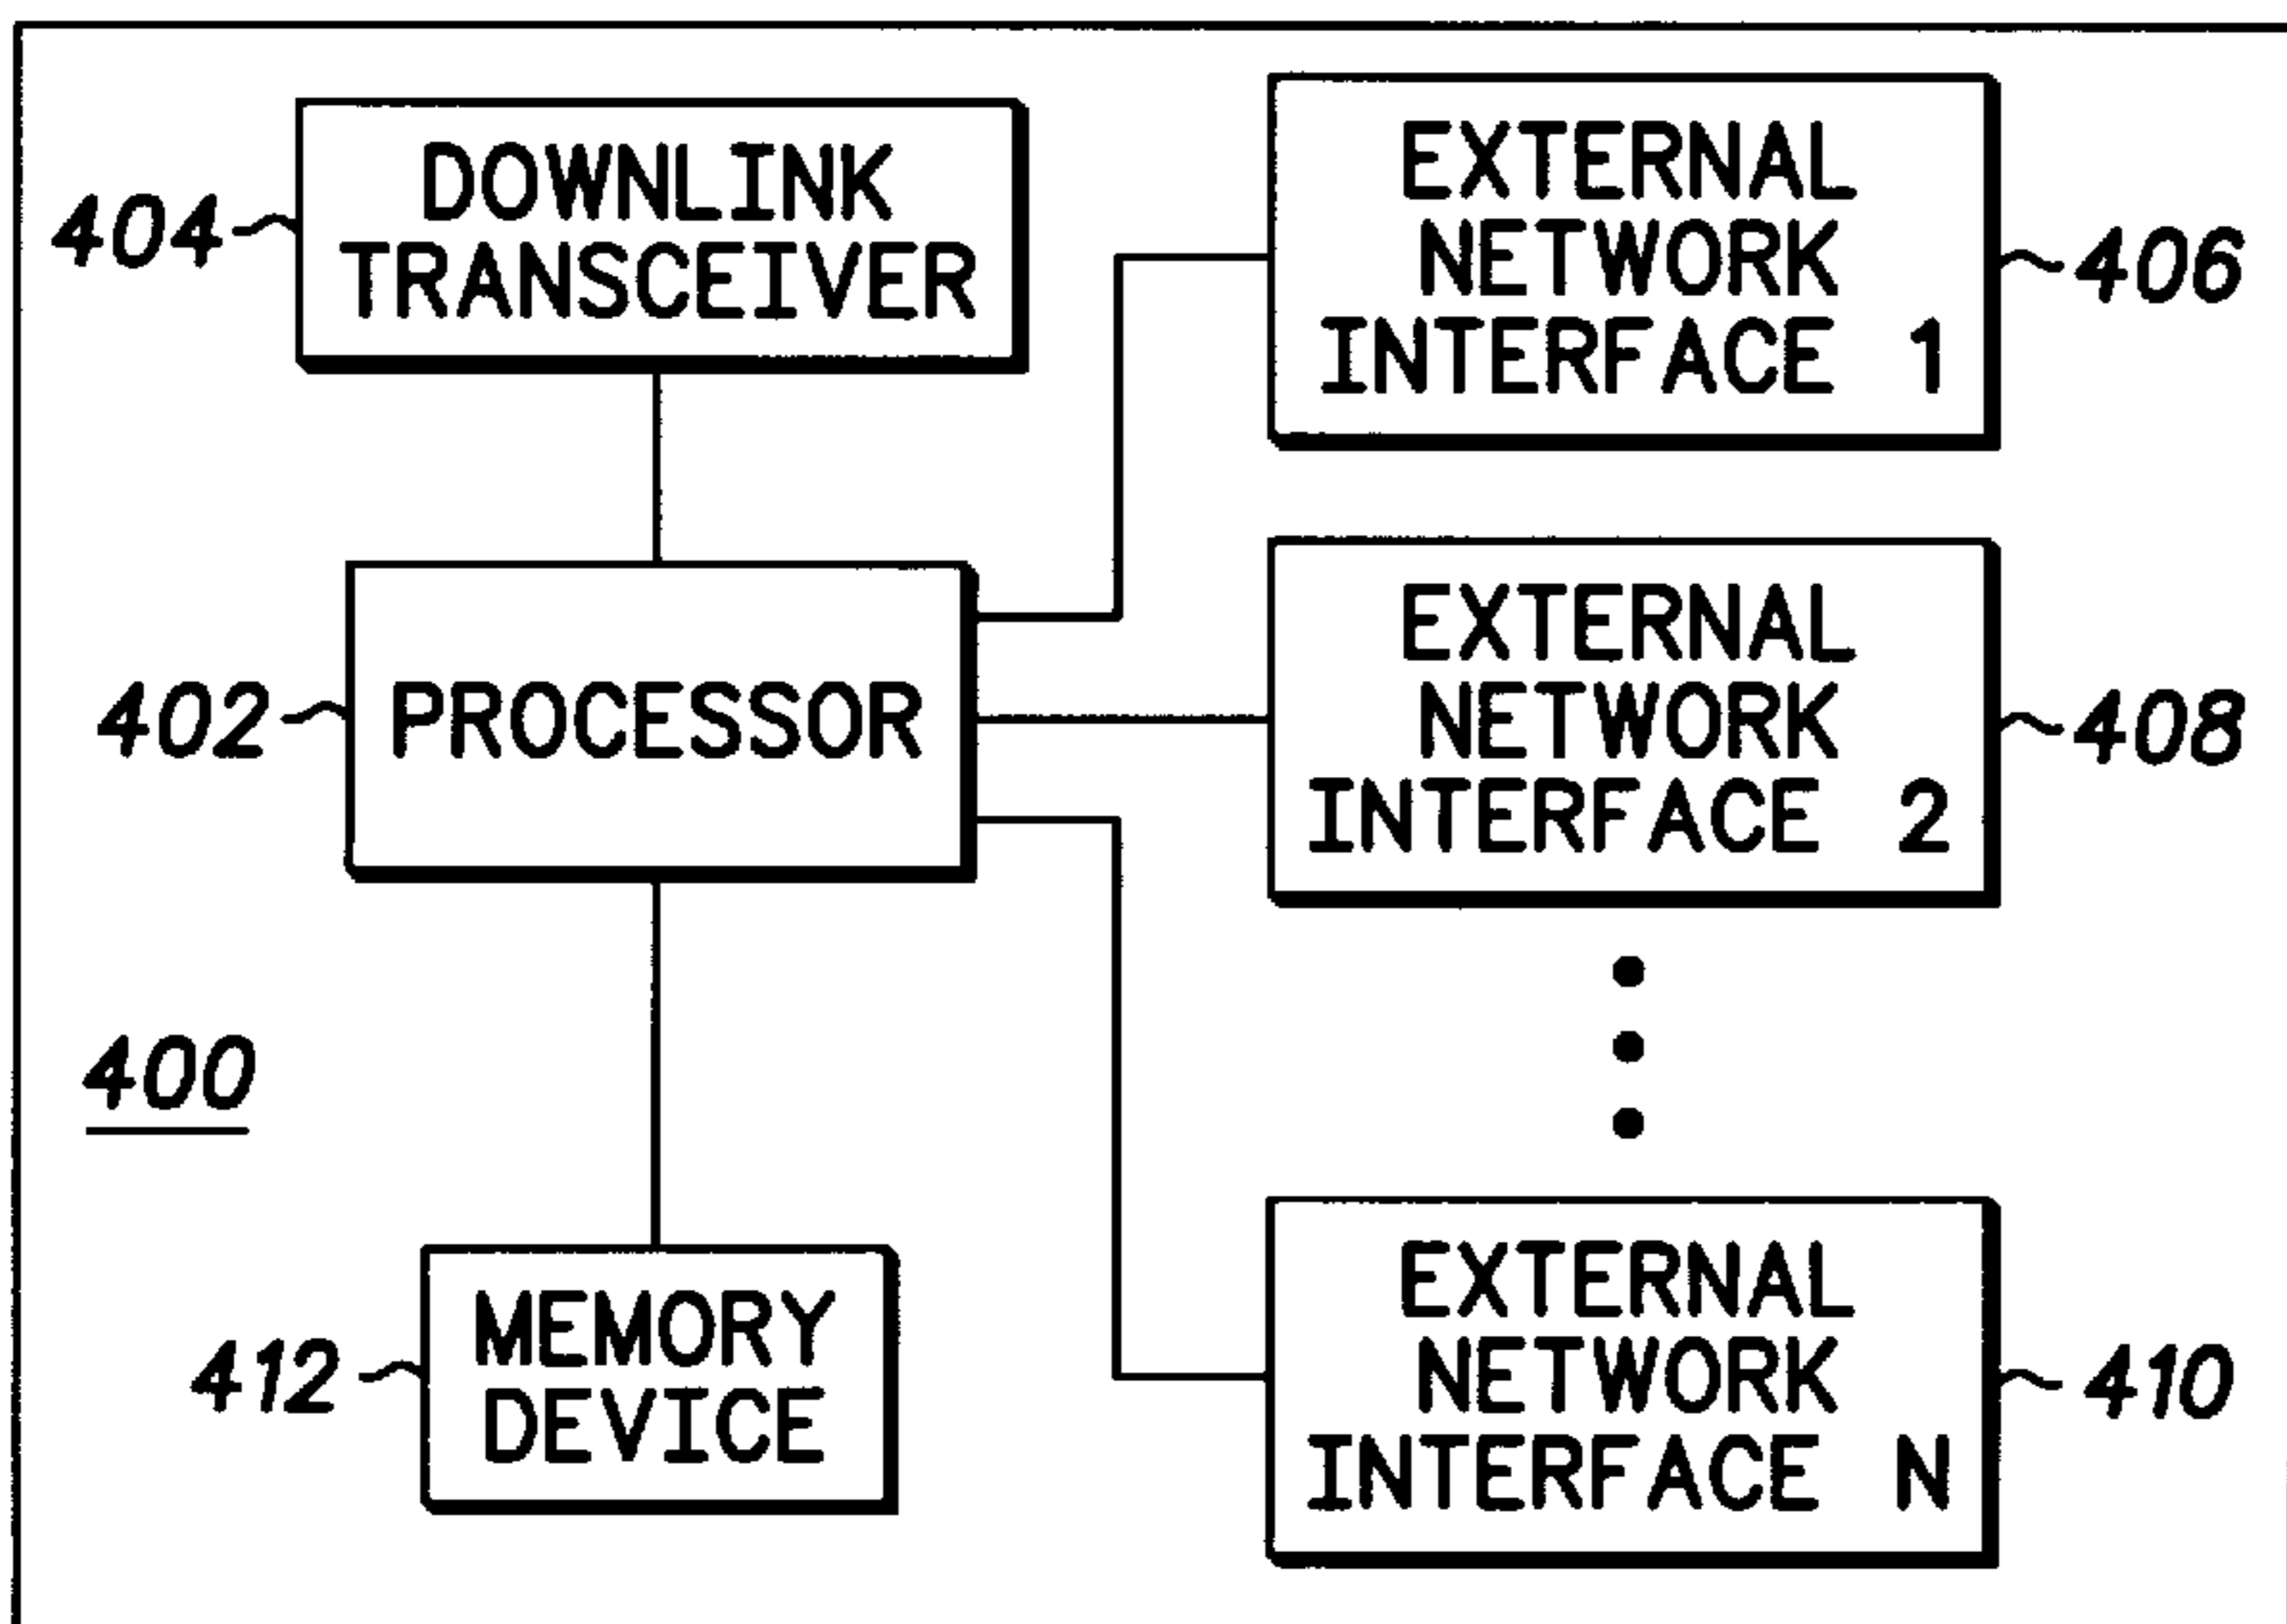 404
DOWNLINK
TRANSCEIVER
EXTERNAL
NETWORK
INTERFACE 1
406
402
PROCESSOR
EXTERNAL
NETWORK
INTERFACE 2
408
400
412
MEMORY
DEVICE
EXTERNAL
NETWORK
INTERFACE N
410